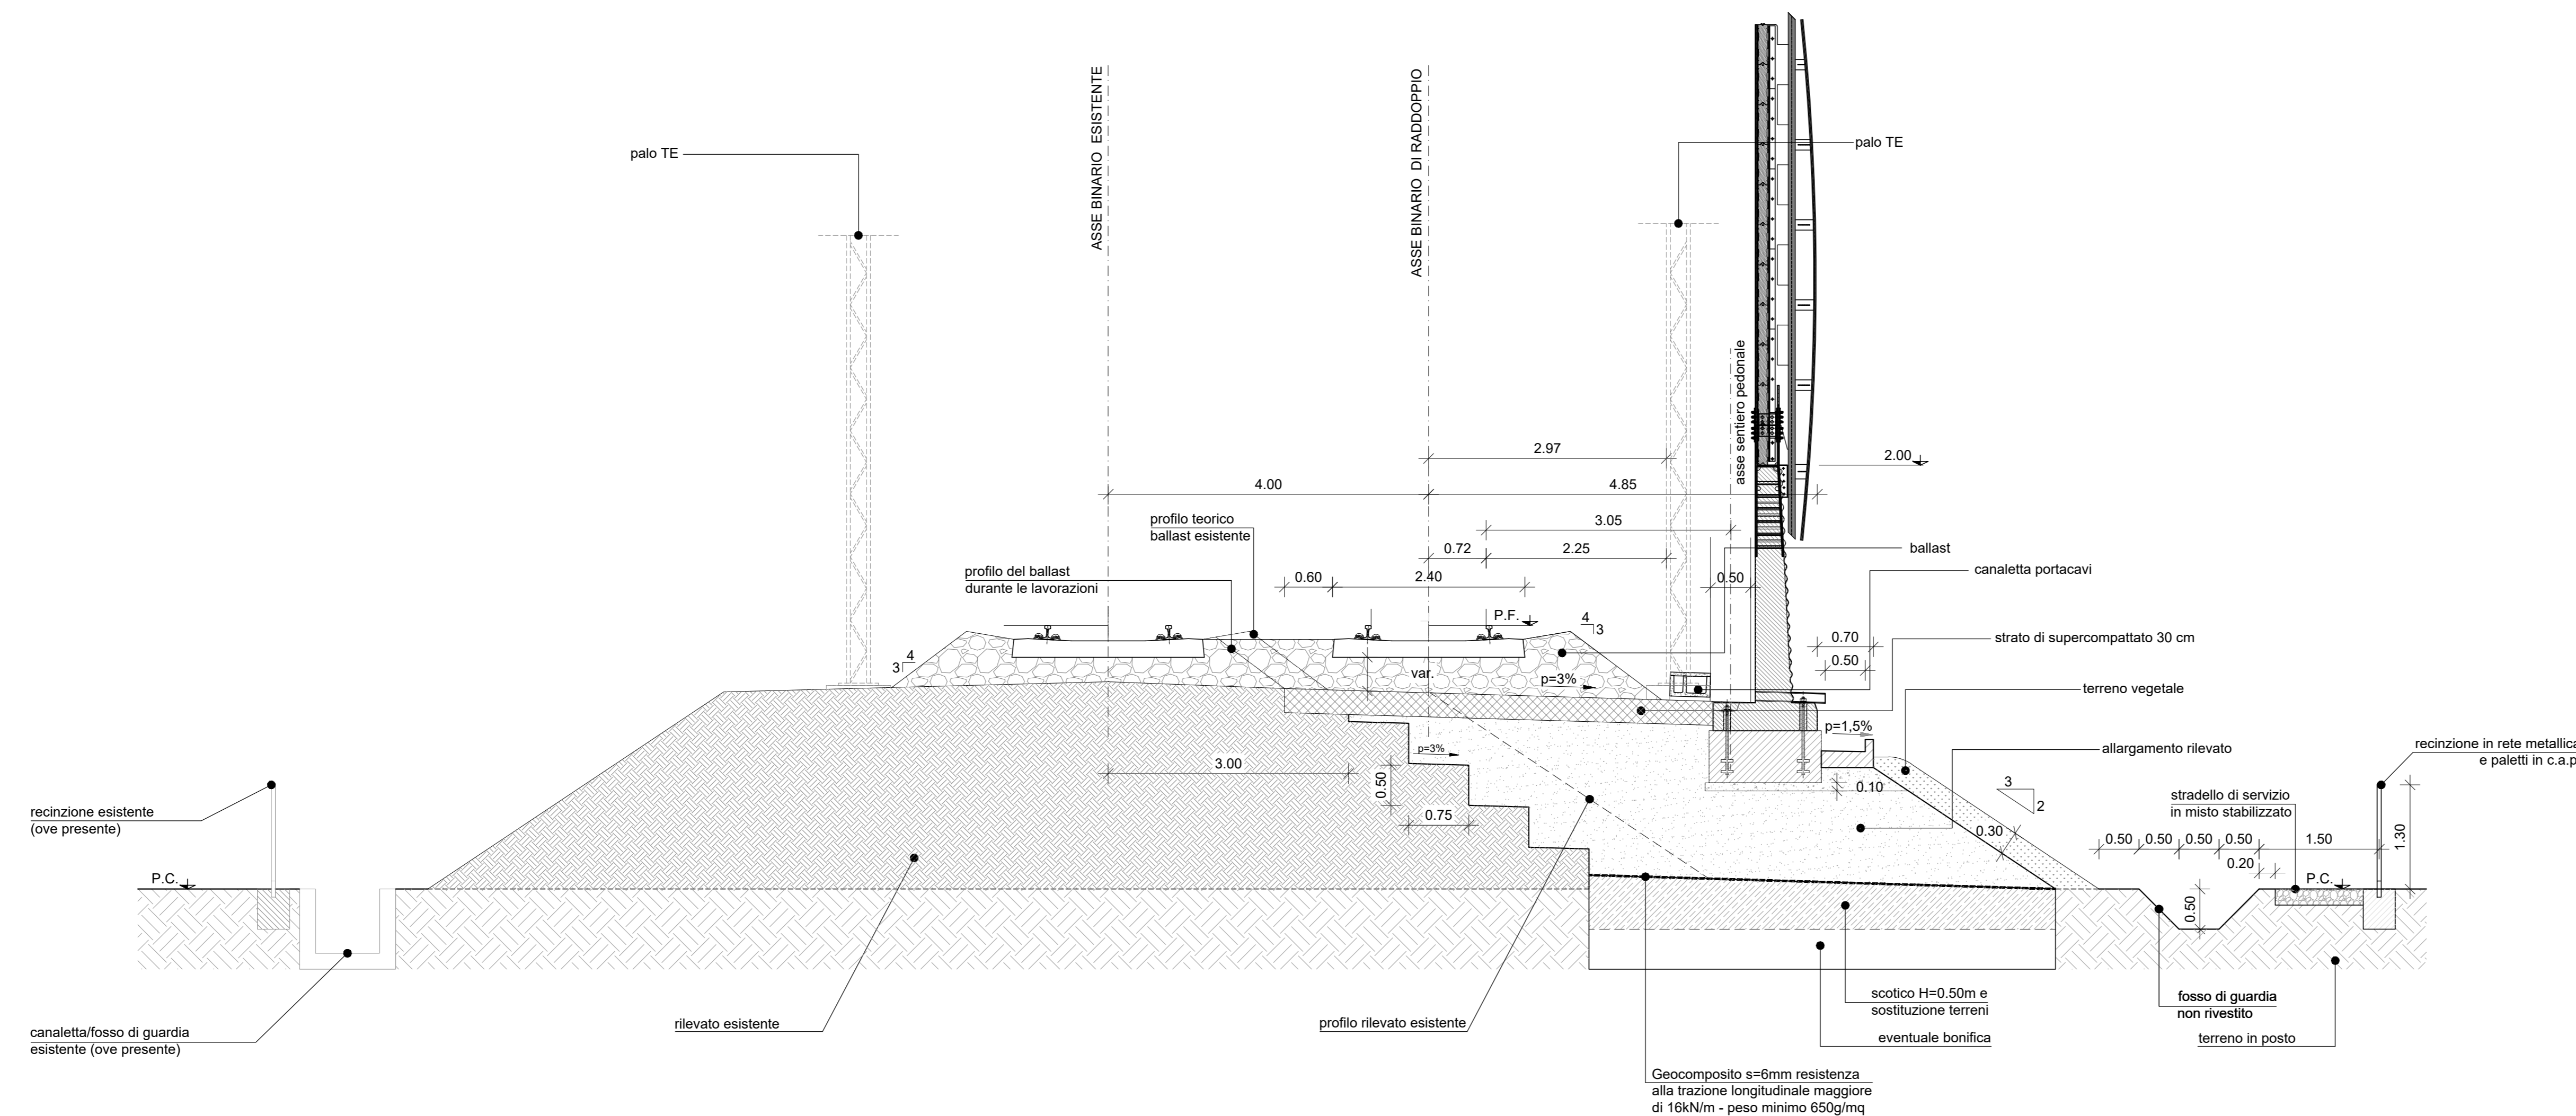 ASSE BINARIO ESISTENTE
ASSE BINARIO DI RADDOPPIO
palo TE
palo TE
asse sentiero pedonale
2.97
2.00
4.00
4.85
profilo teorico
ballast esistente
3.05
0.72
2.25
ballast
profilo del ballast
durante le lavorazioni
0.60
2.40
0.50
canaletta portacavi
P.F.
4
3
0.70
strato di supercompattato 30 cm
4
3
0.50
var.
p=3%
terreno vegetale
p=1,5%
p=3%
allargamento rilevato
recinzione in rete metallica
e paletti in c.a.p
3.00
0.50
0.10
3
2
recinzione esistente
(ove presente)
stradello di servizio
in misto stabilizzato
0.75
0.30
0.50
0.50
0.50
0.50
1.50
1.30
0.20
P.C.
P.C.
0.50
scotico H=0.50m e
sostituzione terreni
fosso di guardia
non rivestito
rilevato esistente
profilo rilevato esistente
canaletta/fosso di guardia
esistente (ove presente)
eventuale bonifica
terreno in posto
Geocomposito s=6mm resistenza
alla trazione longitudinale maggiore
di 16kN/m - peso minimo 650g/mq